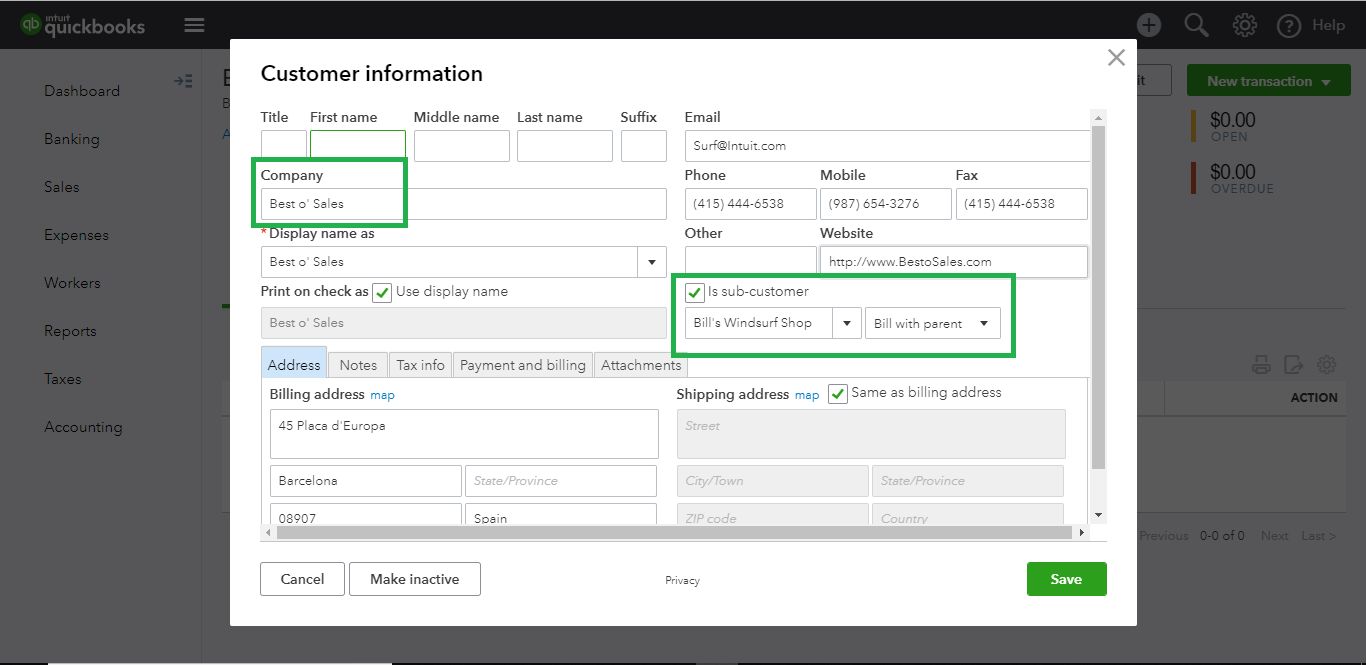 intuit
quickbooks
Help
Dashboard
Banking
Sales
Expenses
Workers
Reports
Taxes
Accounting
New transaction
$0.00
OPEN
$0.00
OVERDUE
ACTION
Previous 0-0 of 0 Next Last >
Customer information
Title First name Middle name Last name Suffix
Company
Best o' Sales
* Display name as
Best o' Sales
Print on check as Use display name
Best o' Sales
Email
Surf@Intuit.com
Phone Mobile Fax
(415) 444-6538 (987) 654-3276 (415) 444-6538
Other Website
http://www.BestoSales.com
Is sub-customer
Bill's Windsurf Shop Bill with parent
Address Notes Tax info Payment and billing Attachments
Billing address map
45 Placa d'Europa
Barcelona State/Province
08907 Spain
Shipping address map Same as billing address
Street
City/Town State/Province
ZIP code Country
Cancel Make inactive Privacy Save